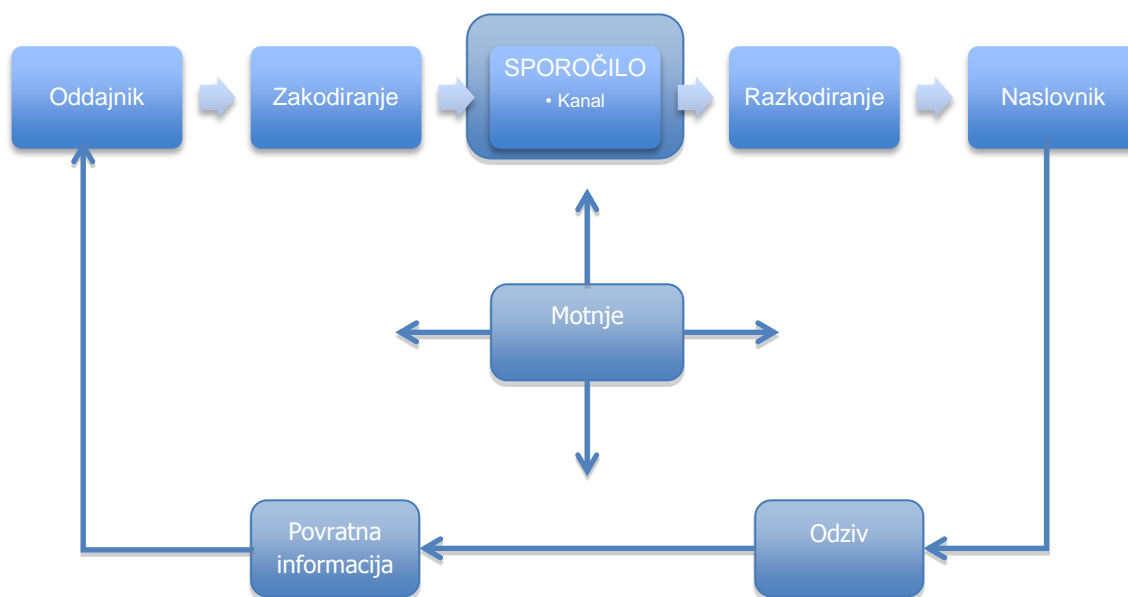 Oddajnik
Zakodiranje
SPOROČILO
• Kanal
Razkodiranje
Naslovnik
Motnje
Povratna
informacija
Odziv